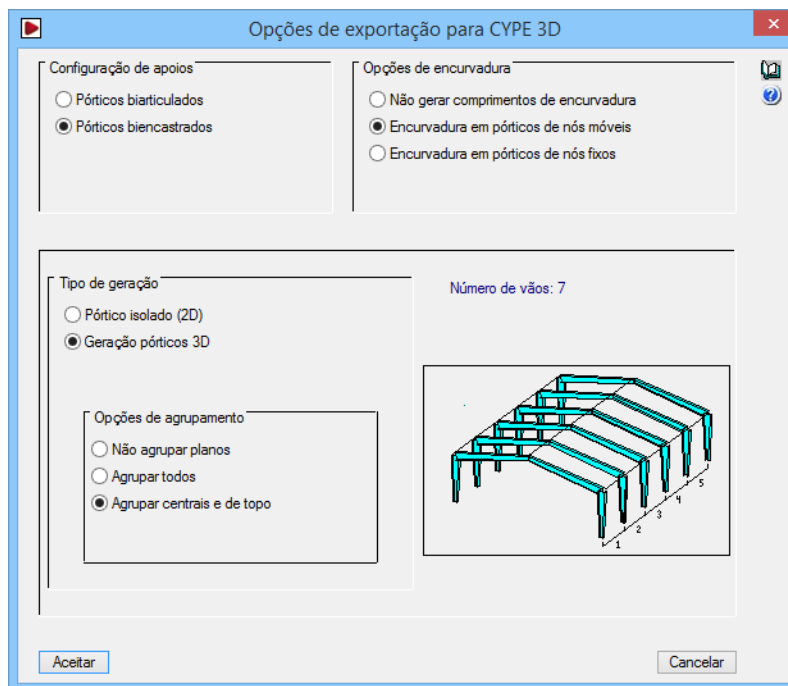 Opções de exportação para CYPE 3D
Configuração de apoios
Pórticos biarticulados
Pórticos biencastrados
Opções de encurvadura
Não gerar comprimentos de encurvadura
Encurvadura em pórticos de nós móveis
Encurvadura em pórticos de nós fixos
Tipo de geração
Pórtico isolado (2D)
Geração pórticos 3D
Opções de agrupamento
Não agrupar planos
Agrupar todos
Agrupar centrais e de topo
Número de vãos: 7
1
2
3
4
5
Aceitar
Cancelar